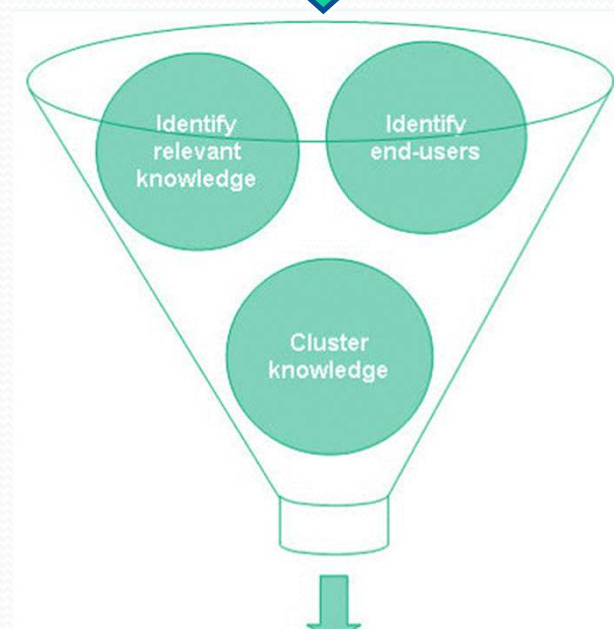 Identify
relevant
knowledge
Identify
end-users
Cluster
knowledge